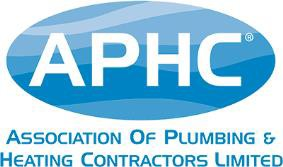 APHC®
ASSOCIATION OF PLUMBING &
HEATING CONTRACTORS LIMITED